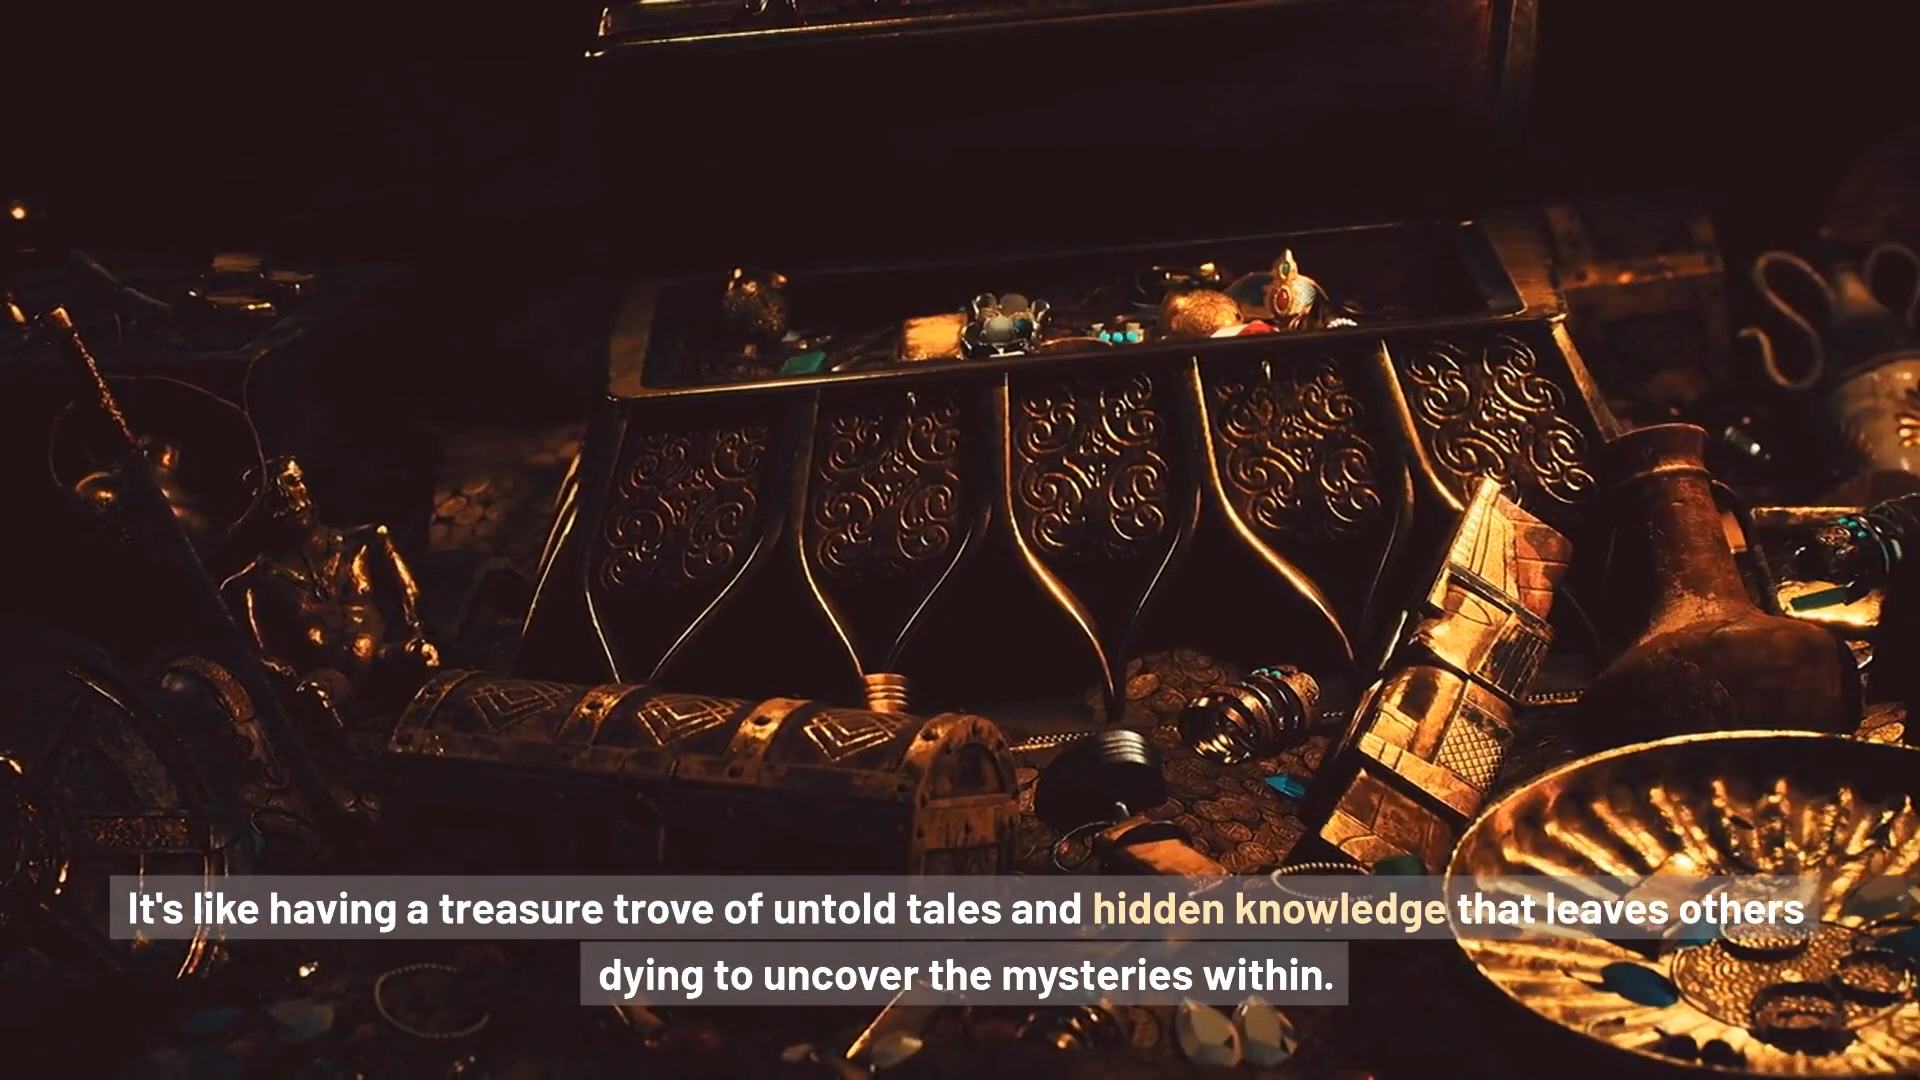 It's like having a treasure trove of untold tales and hidden knowledge that leaves others
dying to uncover the mysteries within.